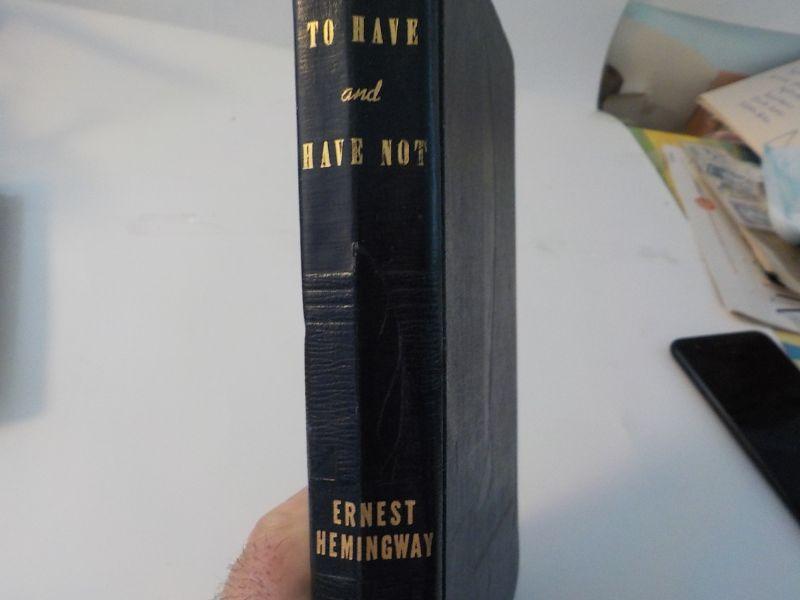 TO HAVE
and
HAVE NOT
ERNEST
HEMINGWAY